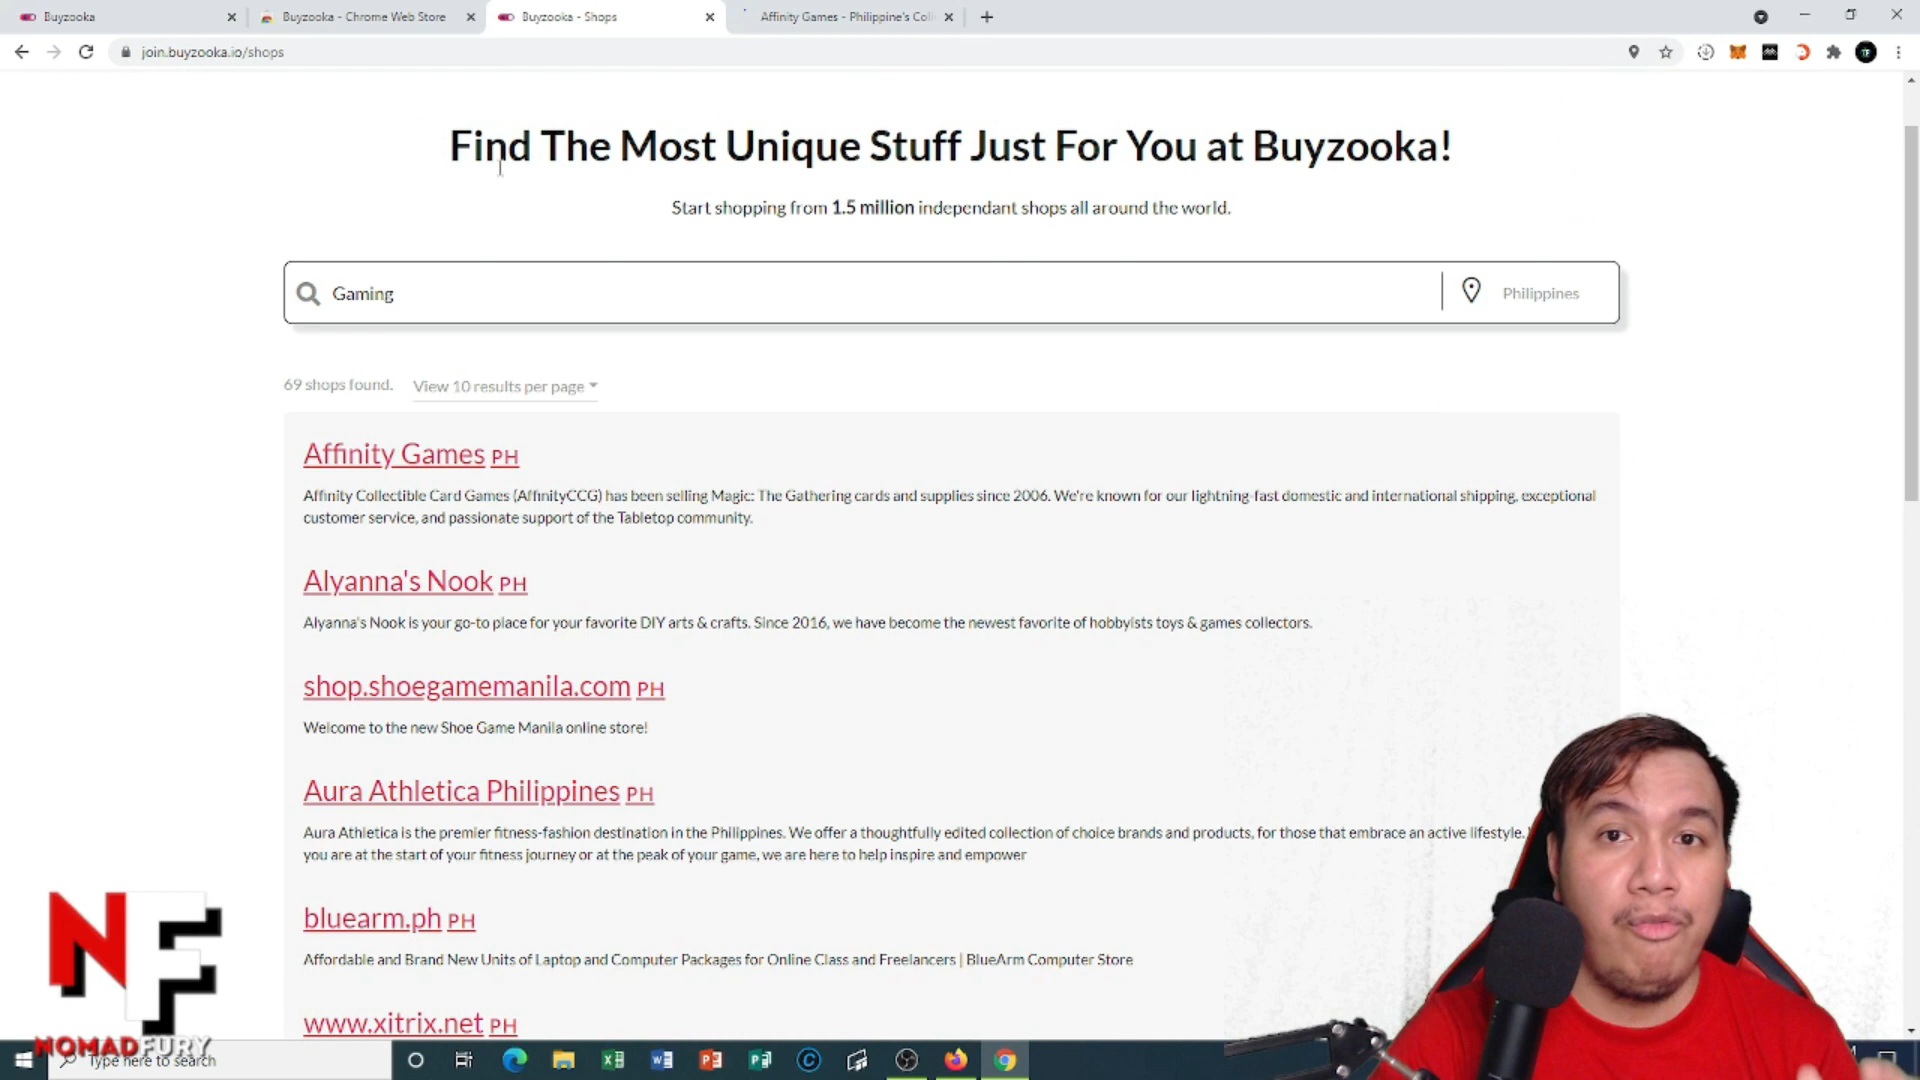 Buyzooka
Buyzooka - Chrome Web Store
Buyzooka - Shops
Affinity Games - Philippine's Coll
join.buyzooka.io/shops
Find The Most Unique Stuff Just For You at Buyzooka!
Start shopping from 1.5 million independant shops all around the world.
Gaming
Philippines
69 shops found.
View 10 results per page
Affinity Games PH
Affinity Collectible Card Games (AffinityCCG) has been selling Magic: The Gathering cards and supplies since 2006. We're known for our lightning-fast domestic and international shipping, exceptional
customer service, and passionate support of the Tabletop community.
Alyanna's Nook PH
Alyanna's Nook is your go-to place for your favorite DIY arts & crafts. Since 2016, we have become the newest favorite of hobbyists toys & games collectors.
shop.shoegamemanila.com PH
Welcome to the new Shoe Game Manila online store!
Aura Athletica Philippines PH
Aura Athletica is the premier fitness-fashion destination in the Philippines. We offer a thoughtfully edited collection of choice brands and products, for those that embrace an active lifestyle.
you are at the start of your fitness journey or at the peak of your game, we are here to help inspire and empower
bluearm.ph PH
Affordable and Brand New Units of Laptop and Computer Packages for Online Class and Freelancers | BlueArm Computer Store
www.xitrix.net PH
NF
NOMADFURY
Type here to search